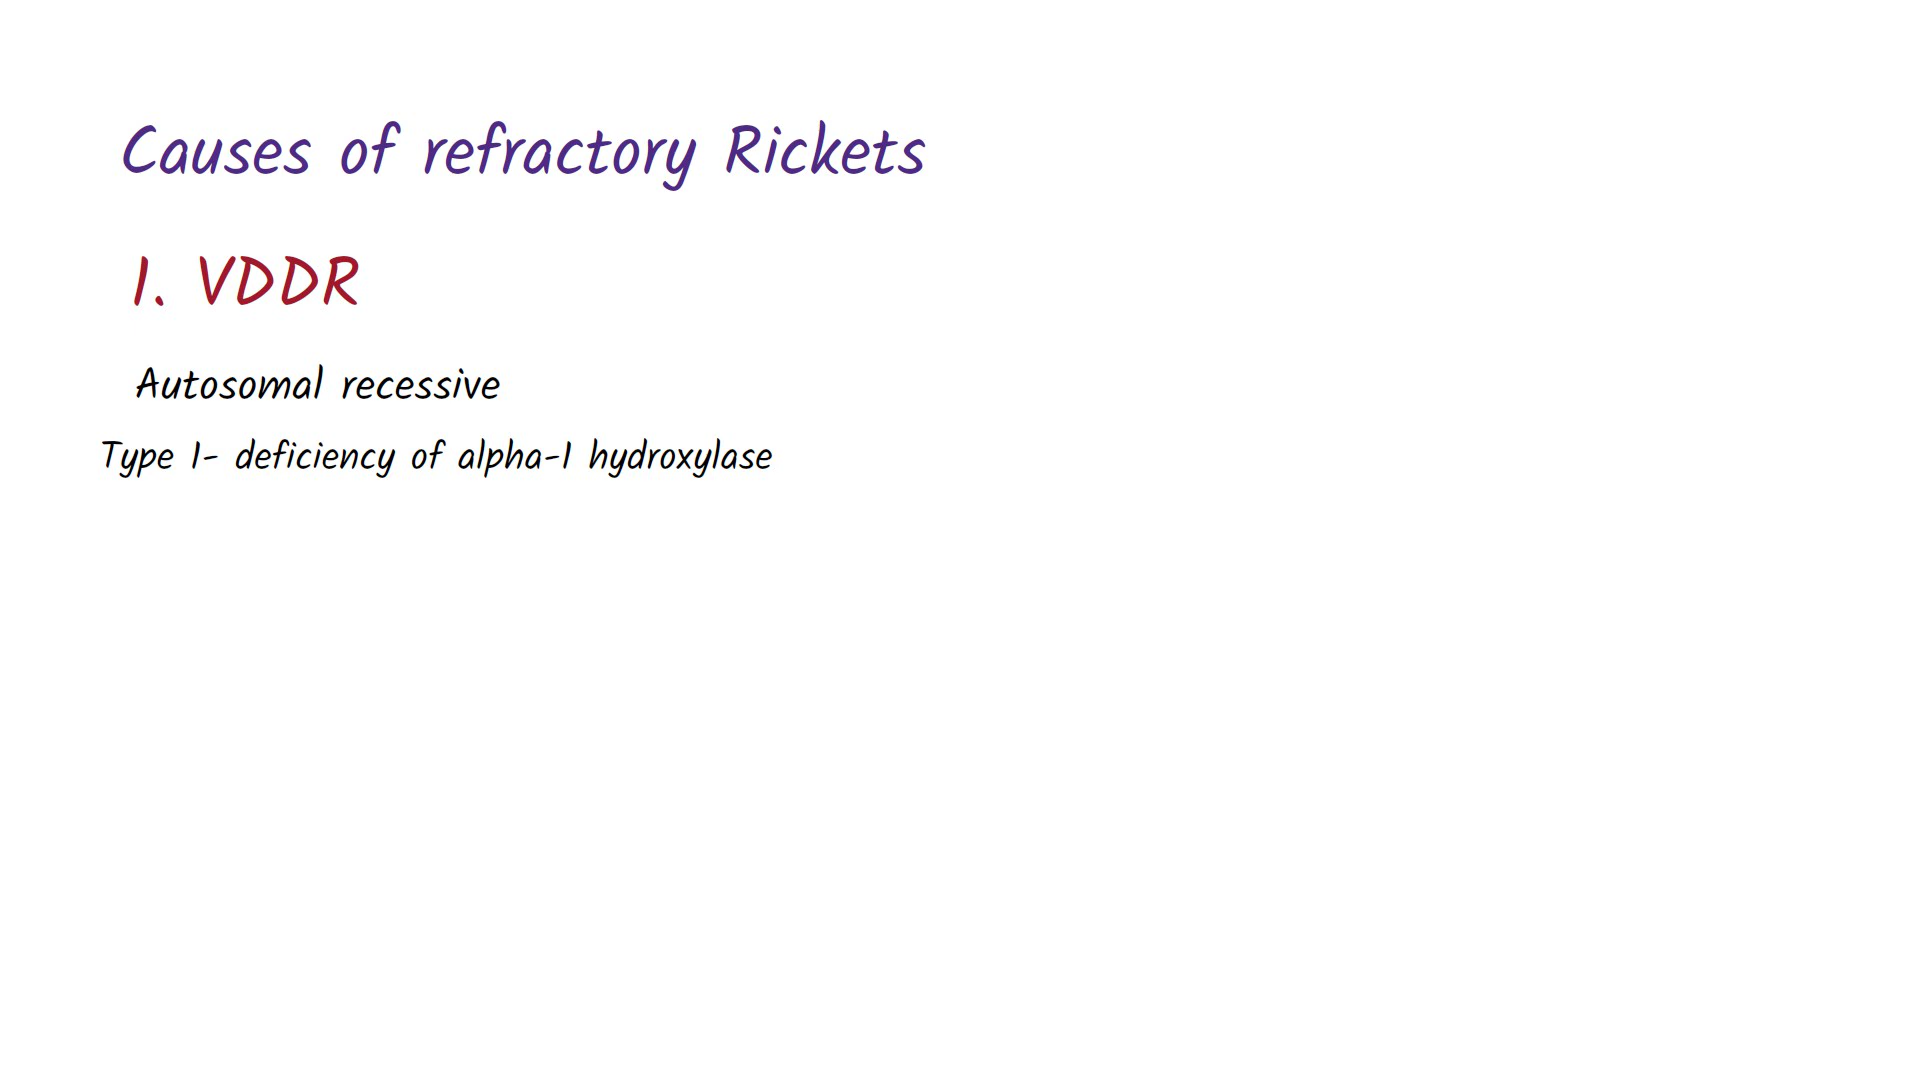 Causes of refractory Rickets
1. VDDR
Autosomal recessive
Type 1- deficiency of alpha-1 hydroxylase